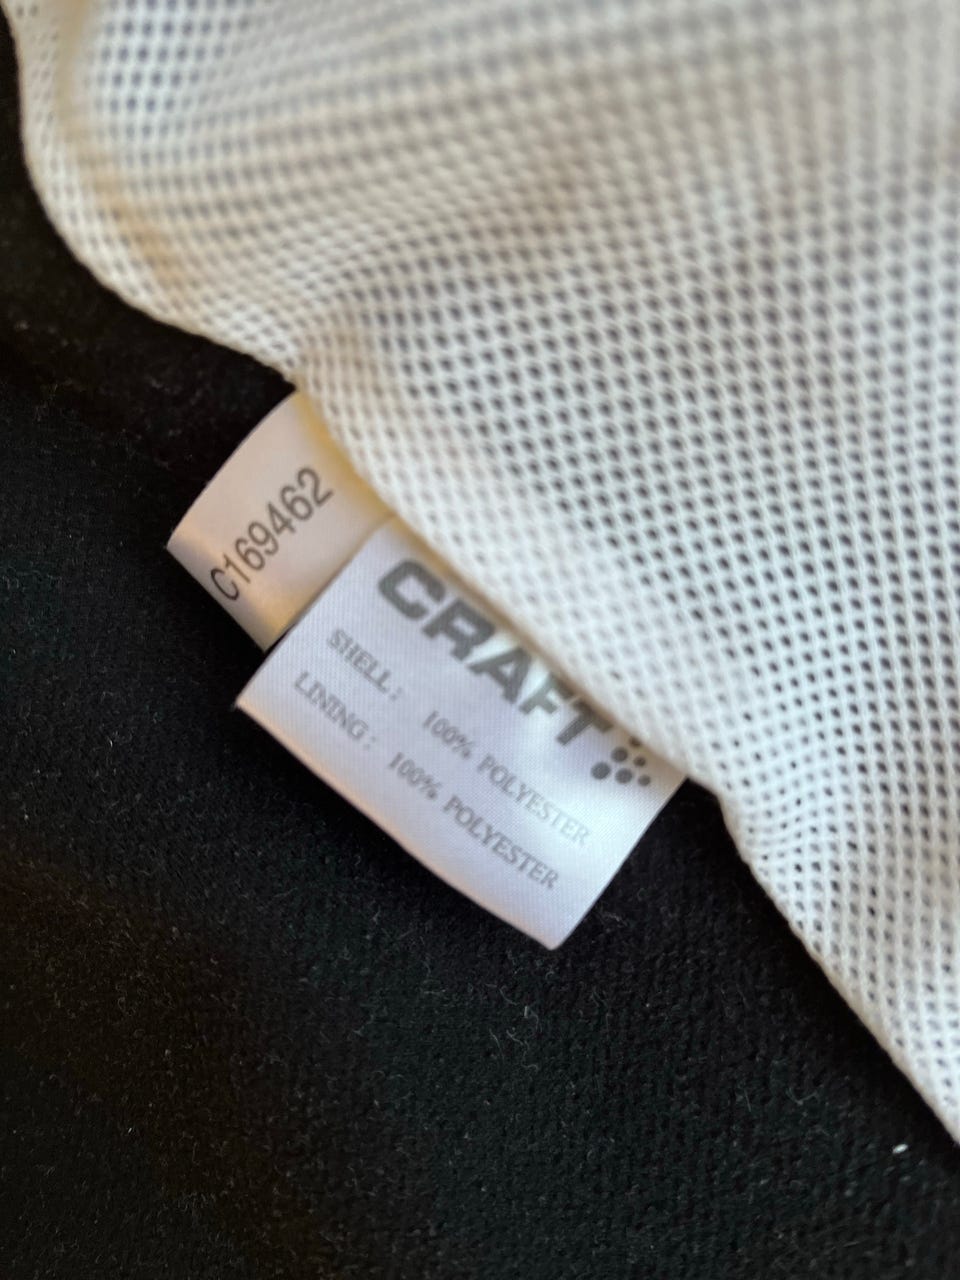 C169462
CRAFT
SHELL: 100% POLYESTER
LINING: 100% POLYESTER